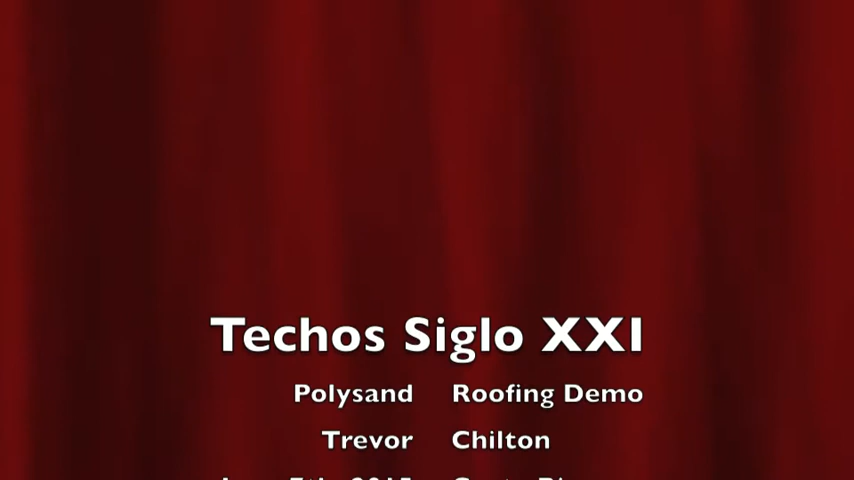 Techos Siglo XXI
Polysand Roofing Demo
Trevor Chilton